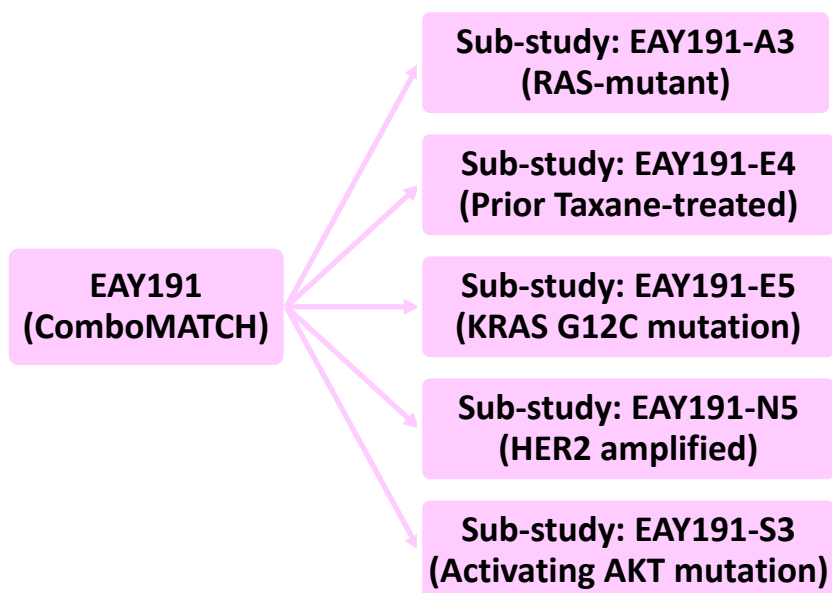 Sub-study: EAY191-A3
(RAS-mutant)
Sub-study: EAY191-E4
(Prior Taxane-treated)
EAY191
(ComboMATCH)
Sub-study: EAY191-E5
(KRAS G12C mutation)
Sub-study: EAY191-N5
(HER2 amplified)
Sub-study: EAY191-S3
(Activating AKT mutation)